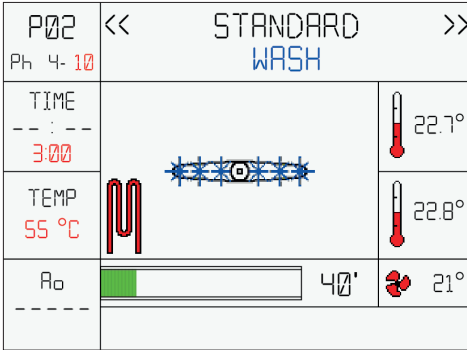 P02
<< STANDARD >>
WASH
Ph 4- 10
TIME
-- : --
3:00
22.7°
TEMP
55 °C
22.8°
Ao
-----
40'
21°